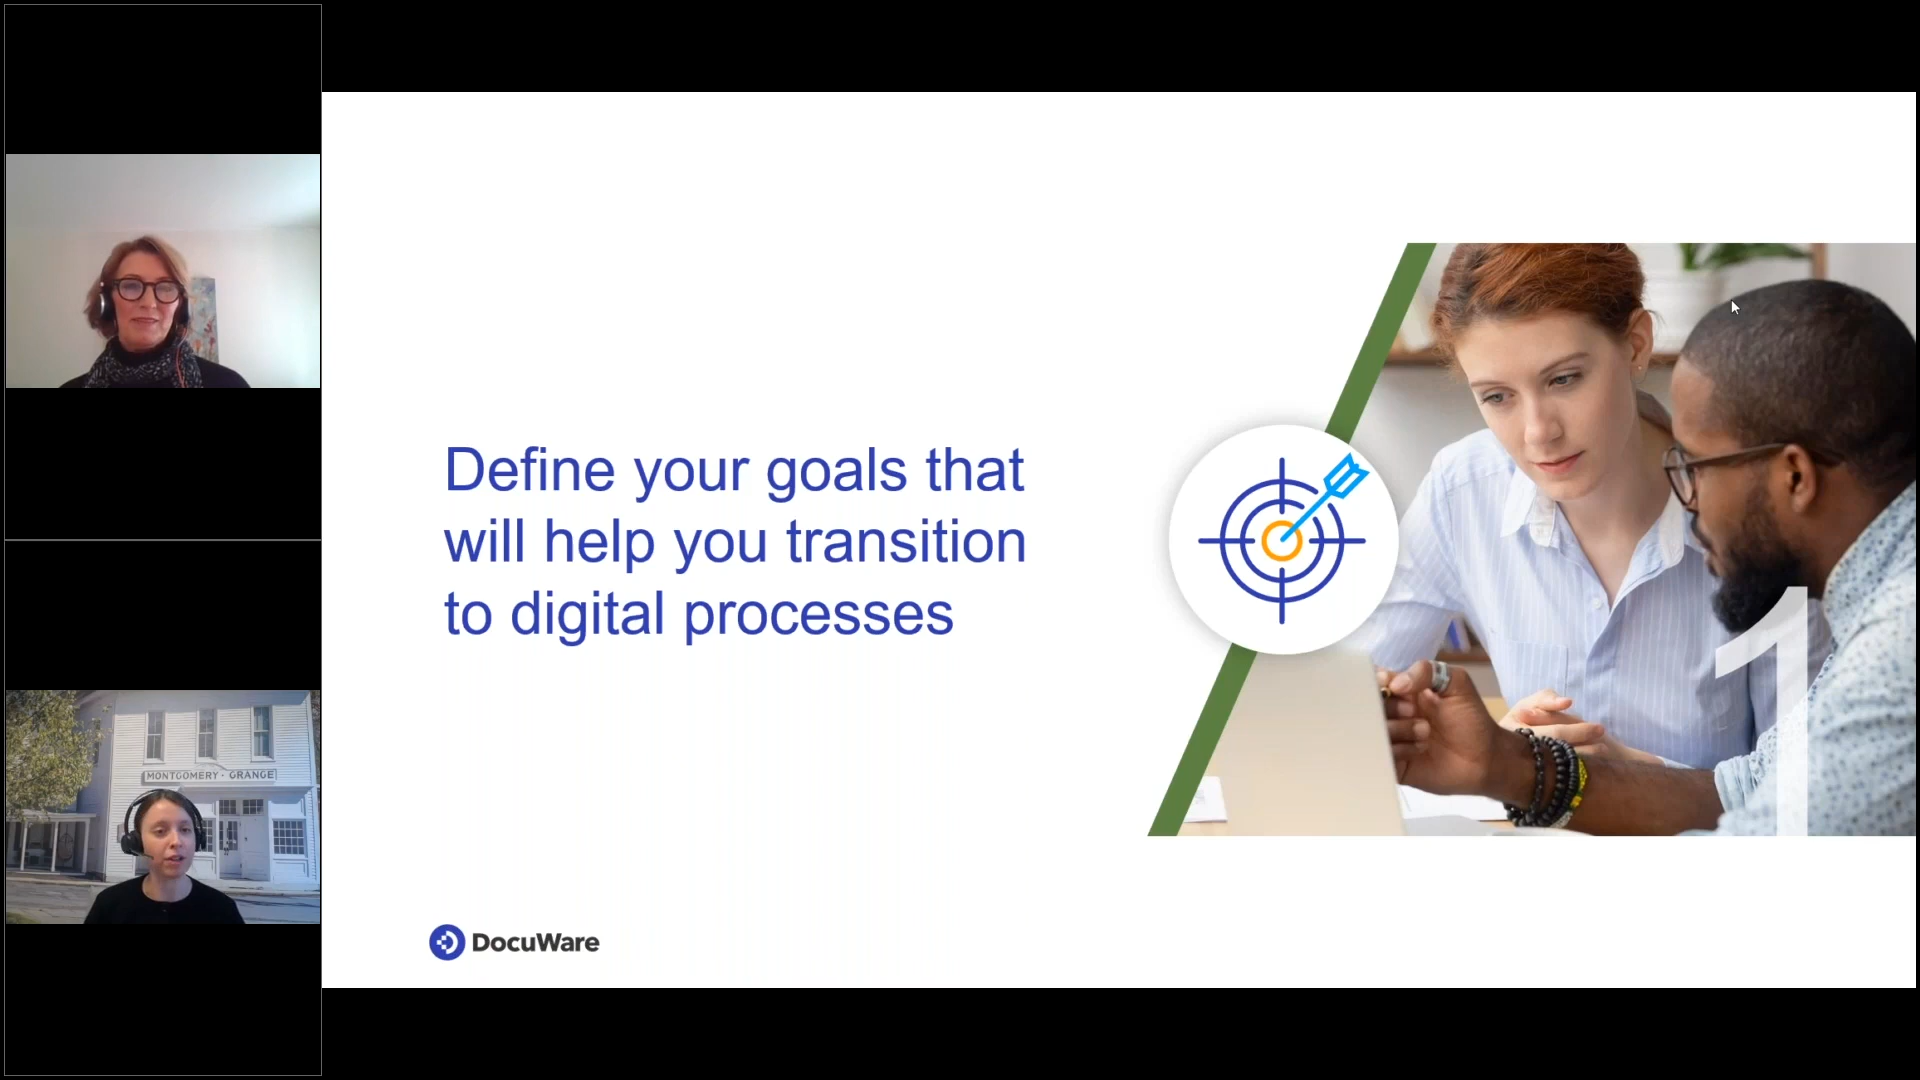 Define your goals that
will help you transition
to digital processes
1
DocuWare
MONTGOMERY · GRANGE